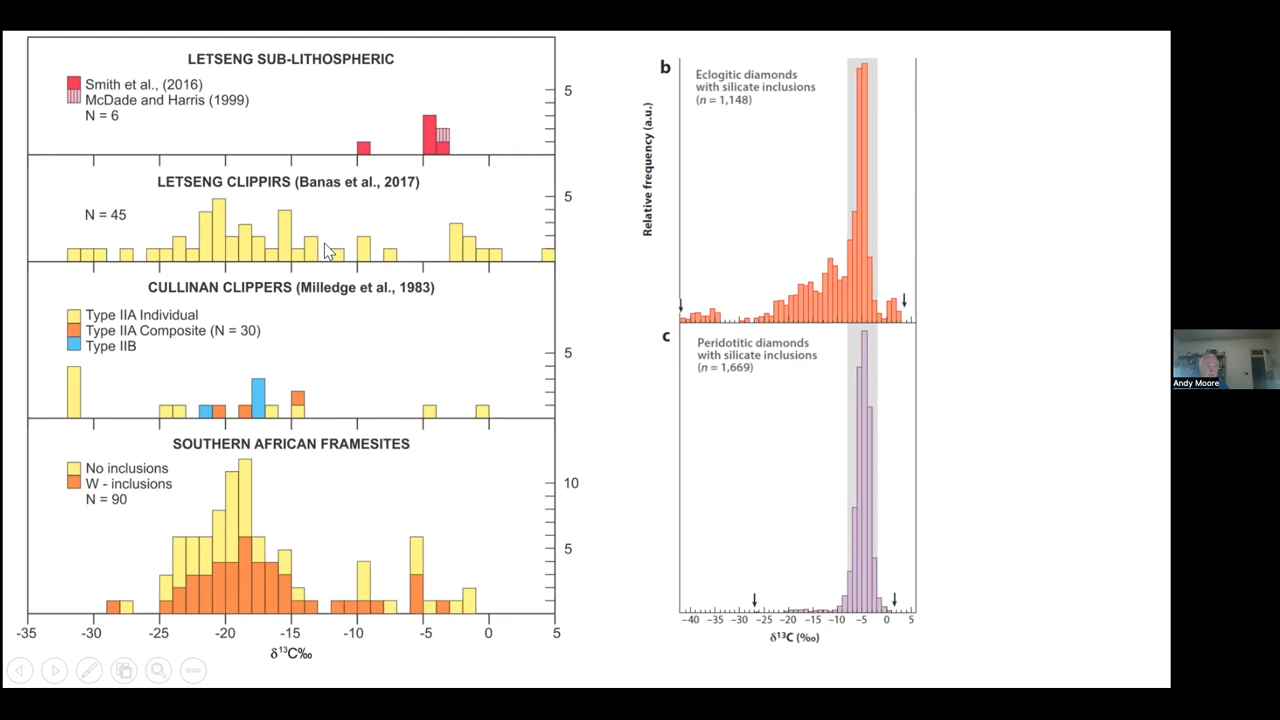 LETSENG SUB-LITHOSPHERIC
Smith et al., (2016)
McDade and Harris (1999)
N = 6
5
LETSENG CLIPPIRS (Banas et al., 2017)
N = 45
5
CULLINAN CLIPPERS (Milledge et al., 1983)
Type IIA Individual
Type IIA Composite (N = 30)
Type IIB
5
SOUTHERN AFRICAN FRAMESITES
No inclusions
W - inclusions
N = 90
10
5
-35 -30 -25 -20 -15 -10 -5 0 5
δ¹³C‰
b
Eclogitic diamonds
with silicate inclusions
(n = 1,148)
Relative frequency (a.u.)
c
Peridotitic diamonds
with silicate inclusions
(n = 1,669)
-40 -35 -30 -25 -20 -15 -10 -5 0 5
δ¹³C (‰)
Andy Moore